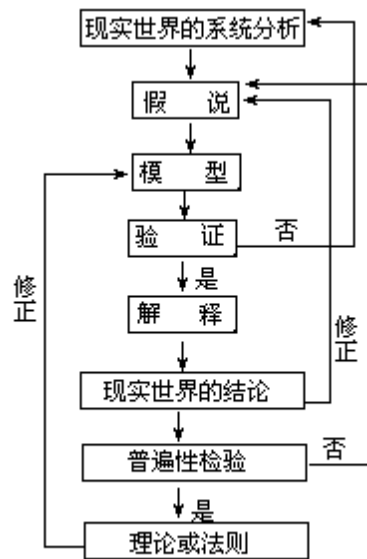 现实世界的系统分析
假 说
模 型
验 证
否
是
解 释
修正
修正
现实世界的结论
普遍性检验
否
是
理论或法则